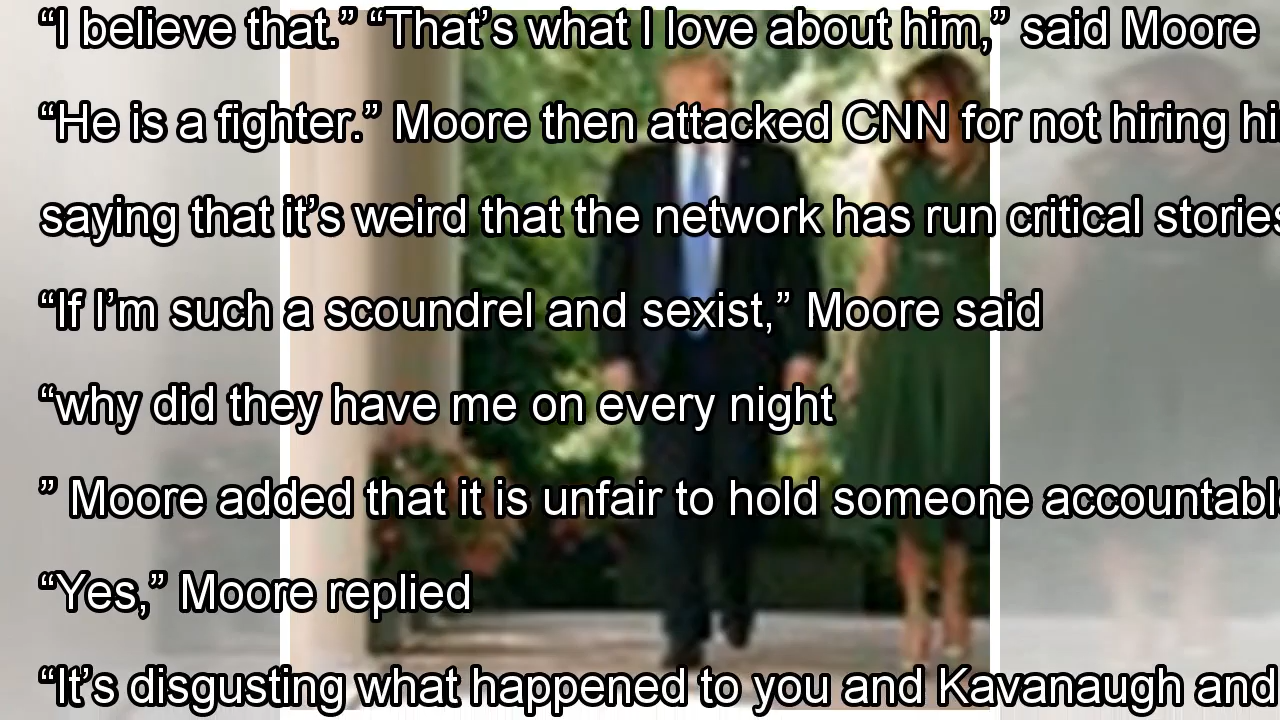 “I believe that.” “That’s what I love about him,” said Moore
“He is a fighter.” Moore then attacked CNN for not hiring
saying that it’s weird that the network has run critical stories
“If I’m such a scoundrel and sexist,” Moore said
“why did they have me on every night
” Moore added that it is unfair to hold someone
“Yes,” Moore replied
“It’s disgusting what happened to you and Kavanaugh and